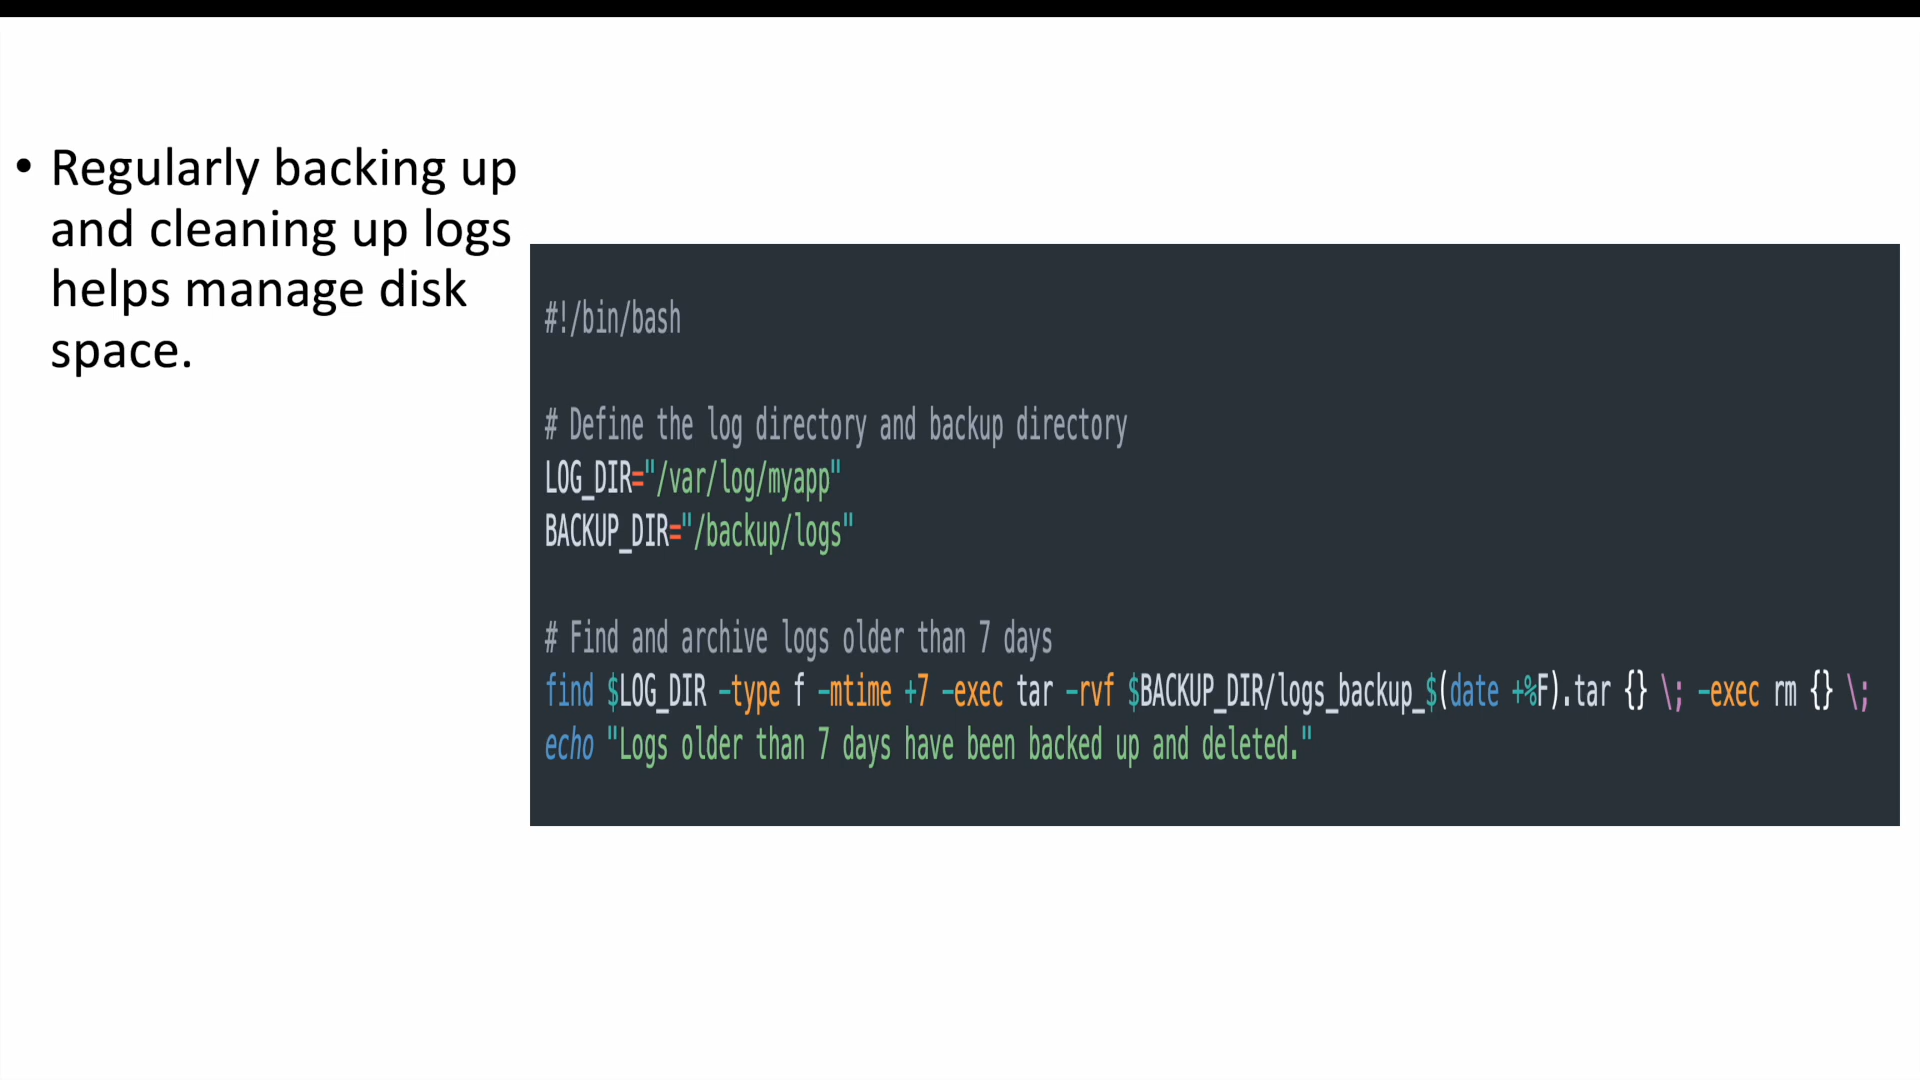 • Regularly backing up
and cleaning up logs
helps manage disk
space.
#!/bin/bash
# Define the log directory and backup directory
LOG_DIR="/var/log/myapp"
BACKUP_DIR="/backup/logs"
# Find and archive logs older than 7 days
find $LOG_DIR -type f -mtime +7 -exec tar -rvf $BACKUP_DIR/logs_backup_$(date +%F).tar {} \; -exec rm {} \;
echo "Logs older than 7 days have been backed up and deleted."